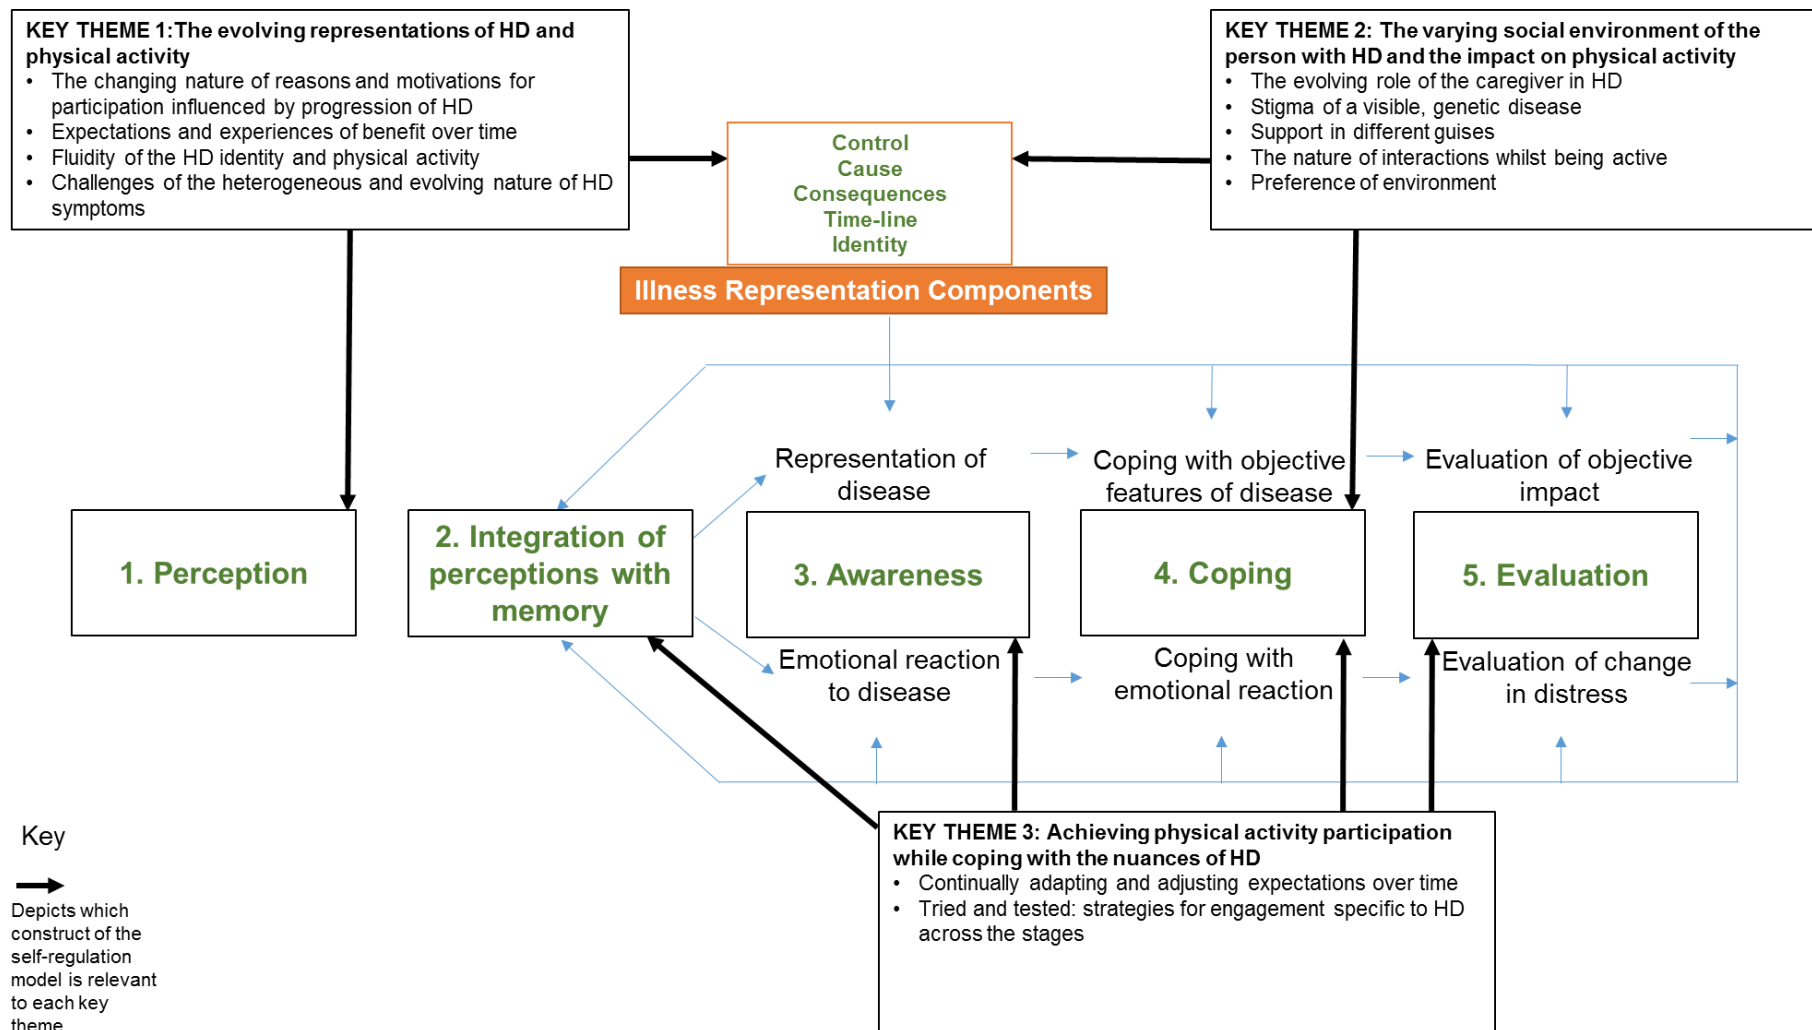 KEY THEME 1:The evolving representations of HD and
physical activity
• The changing nature of reasons and motivations for
participation influenced by progression of HD
• Expectations and experiences of benefit over time
• Fluidity of the HD identity and physical activity
• Challenges of the heterogeneous and evolving nature of HD
symptoms
Control
Cause
Consequences
Time-line
Identity
Illness Representation Components
KEY THEME 2: The varying social environment of the
person with HD and the impact on physical activity
• The evolving role of the caregiver in HD
• Stigma of a visible, genetic disease
• Support in different guises
• The nature of interactions whilst being active
• Preference of environment
Representation of
disease
Coping with objective
features of disease
Evaluation of objective
impact
1. Perception
2. Integration of
perceptions with
memory
3. Awareness
4. Coping
5. Evaluation
Emotional reaction
to disease
Coping with
emotional reaction
Evaluation of change
in distress
KEY THEME 3: Achieving physical activity participation
while coping with the nuances of HD
• Continually adapting and adjusting expectations over time
• Tried and tested: strategies for engagement specific to HD
across the stages
Key
Depicts which
construct of the
self-regulation
model is relevant
to each key
theme